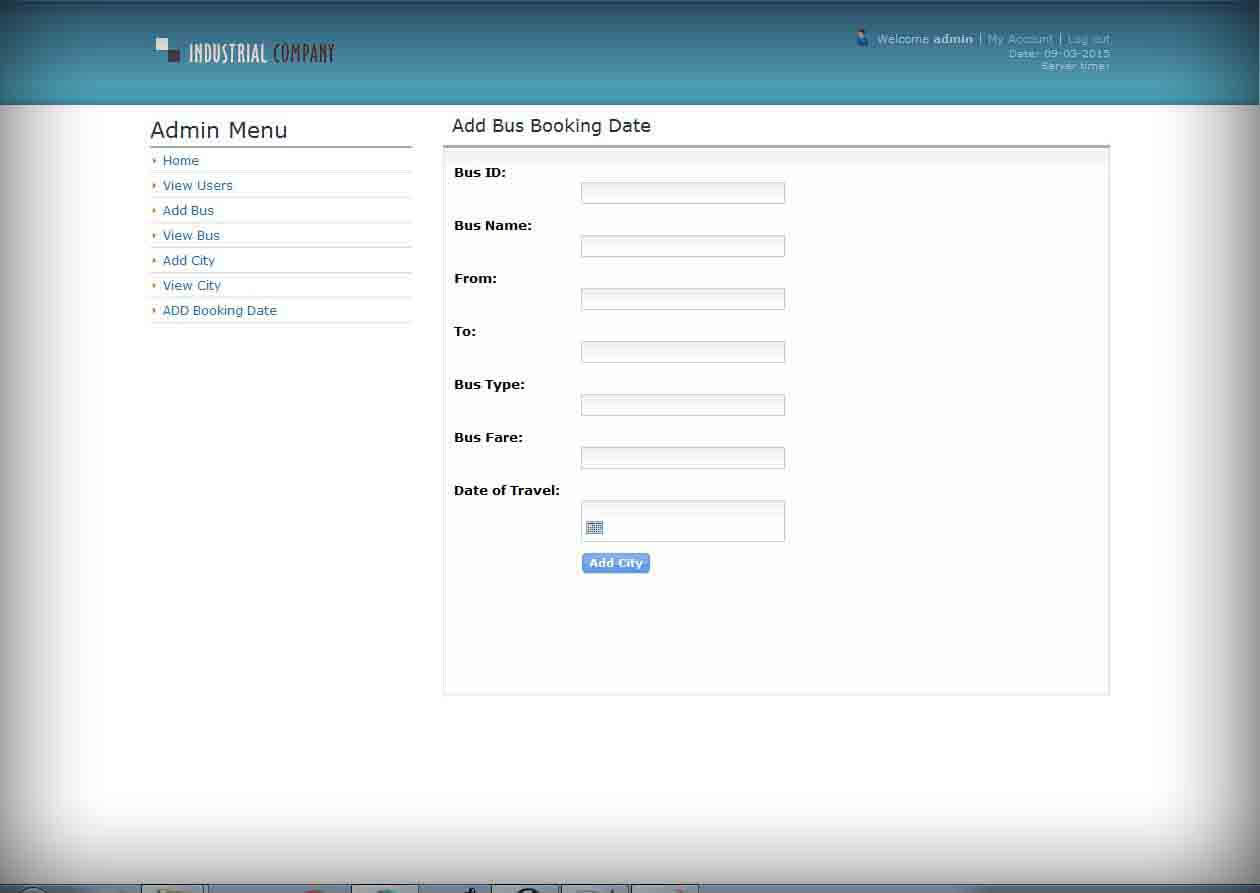 INDUSTRIAL COMPANY
Welcome admin | My Account | Log out
Date: 09-03-2015
Server time:
Admin Menu
Home
View Users
Add Bus
View Bus
Add City
View City
ADD Booking Date
Add Bus Booking Date
Bus ID:
Bus Name:
From:
To:
Bus Type:
Bus Fare:
Date of Travel:
Add City